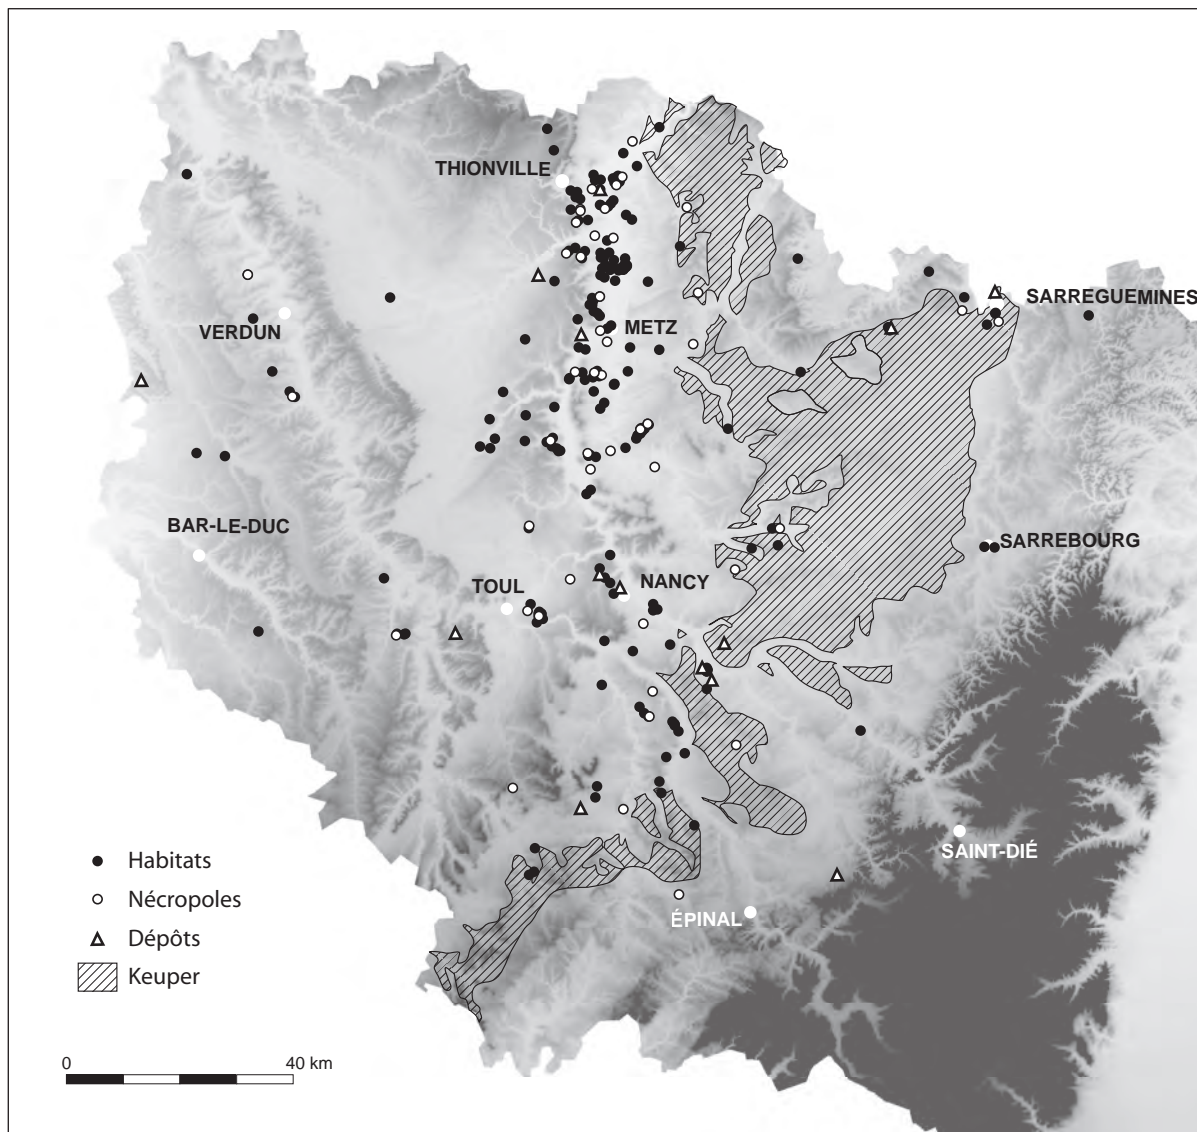 THIONVILLE
SARREGUEMINES
METZ
VERDUN
BAR-LE-DUC
SARREBOURG
TOUL
NANCY
SAINT-DIÉ
ÉPINAL
Habitats
Nécropoles
Dépôts
Keuper
0 40 km